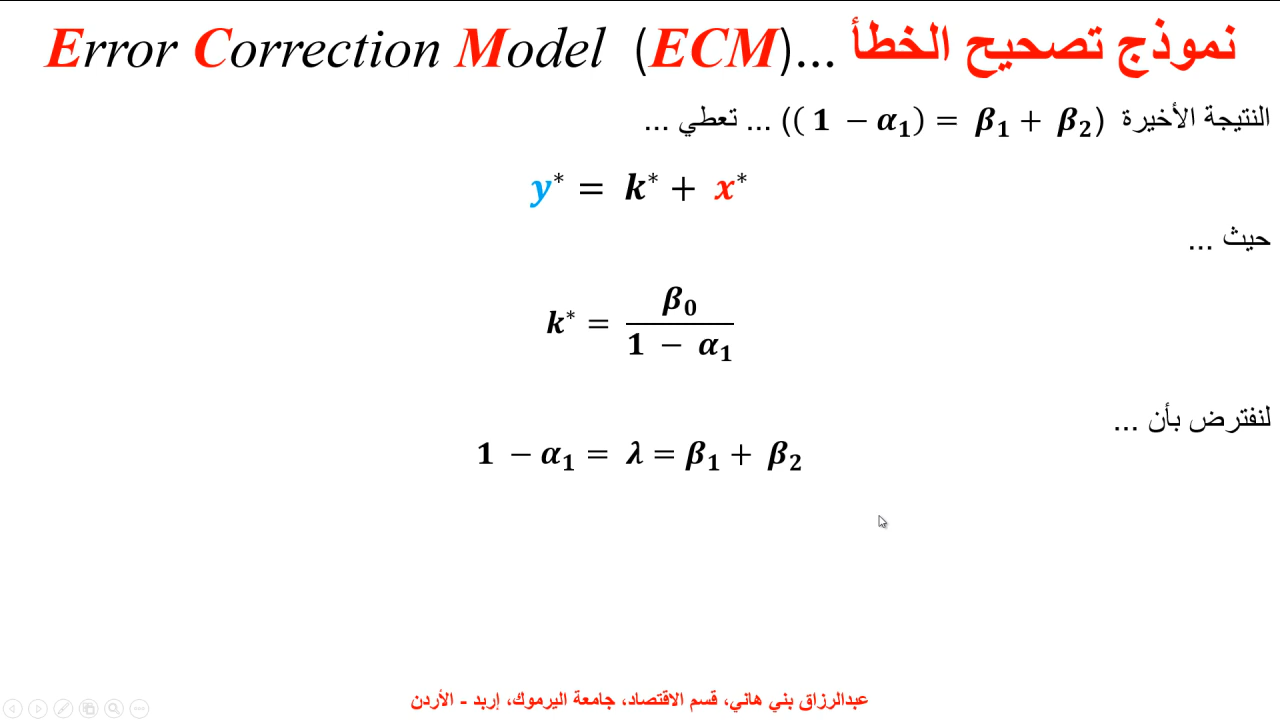 نموذج تصحيح الخطأ ...(ECM) Error Correction Model
النتيجة الأخيرة (( 1 − α₁) = β₁ + β₂) ... تعطي ...
y* = k* + x*
حيث ...
k* = β₀ / 1 − α₁
لنفترض بأن ...
1 − α₁ = λ = β₁ + β₂
عبدالرزاق بني هاني، قسم الاقتصاد، جامعة اليرموك، إربد - الأردن